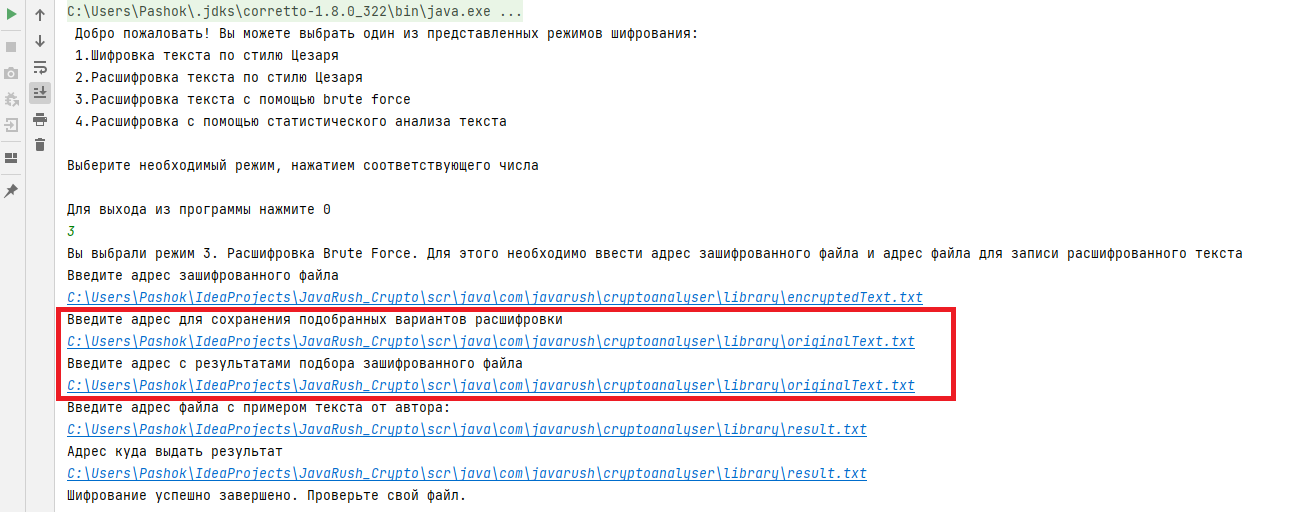 C:\Users\Pashok\.jdks\corretto-1.8.0_322\bin\java.exe ...
Добро пожаловать! Вы можете выбрать один из представленных режимов шифрования:
1.Шифровка текста по стилю Цезаря
2.Расшифровка текста по стилю Цезаря
3.Расшифровка текста с помощью brute force
4.Расшифровка с помощью статистического анализа текста
Выберите необходимый режим, нажатием соответствующего числа
Для выхода из программы нажмите 0
3
Вы выбрали режим 3. Расшифровка Brute Force. Для этого необходимо ввести адрес зашифрованного файла и адрес файла для записи расшифрованного текста
Введите адрес зашифрованного файла
C:\Users\Pashok\IdeaProjects\JavaRush_Crypto\scr\java\com\javarush\cryptoanalyser\library\encryptedText.txt
Введите адрес для сохранения подобранных вариантов расшифровки
C:\Users\Pashok\IdeaProjects\JavaRush_Crypto\scr\java\com\javarush\cryptoanalyser\library\originalText.txt
Введите адрес с результатами подбора зашифрованного файла
C:\Users\Pashok\IdeaProjects\JavaRush_Crypto\scr\java\com\javarush\cryptoanalyser\library\originalText.txt
Введите адрес файла с примером текста от автора:
C:\Users\Pashok\IdeaProjects\JavaRush_Crypto\scr\java\com\javarush\cryptoanalyser\library\result.txt
Адрес куда выдать результат
C:\Users\Pashok\IdeaProjects\JavaRush_Crypto\scr\java\com\javarush\cryptoanalyser\library\result.txt
Шифрование успешно завершено. Проверьте свой файл.